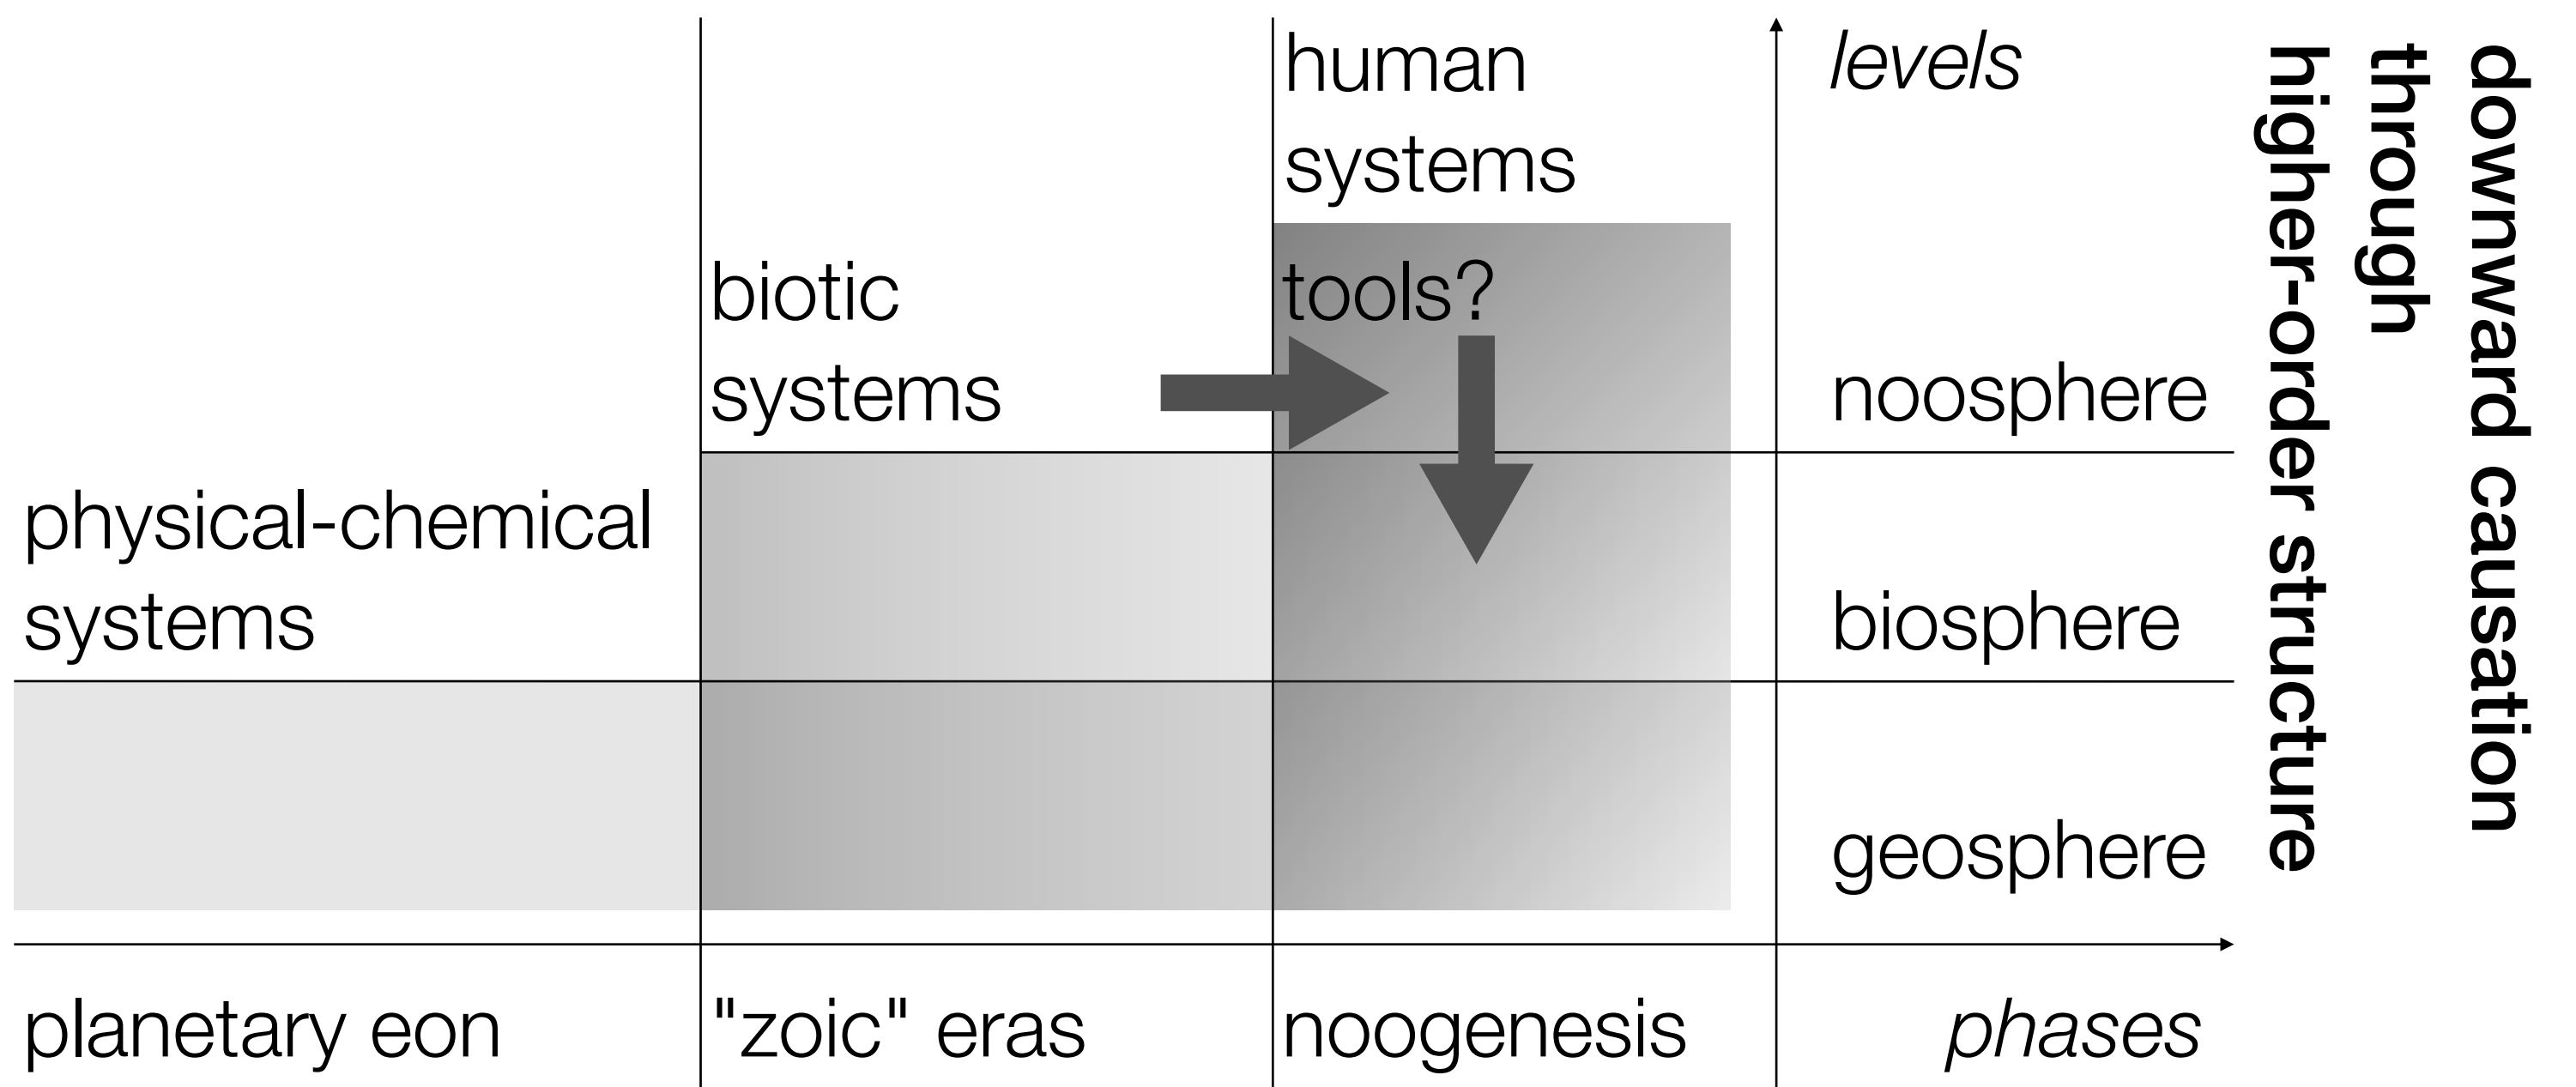 human
systems
levels
biotic
systems
tools?
noosphere
physical-chemical
systems
biosphere
geosphere
planetary eon
"zoic" eras
noogenesis
phases
downward causation
through
higher-order structure